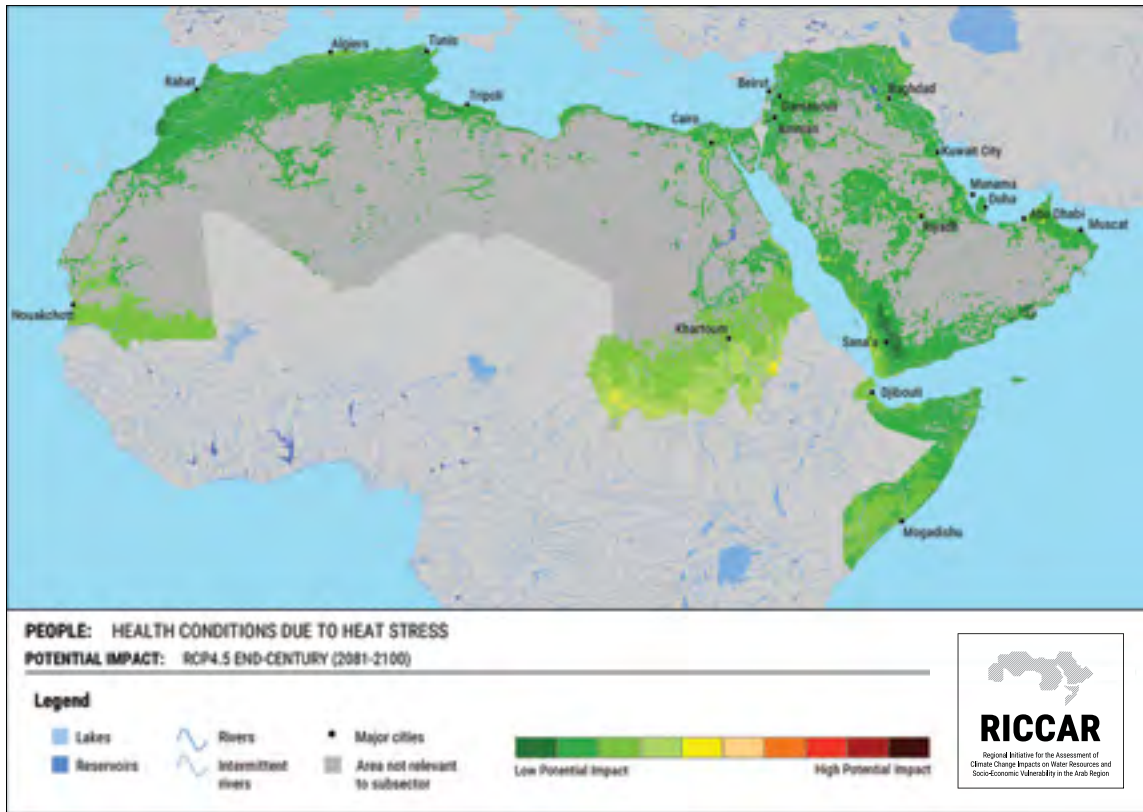 Algiers
Tunis
Rabat
Tripoli
Beirut
Damascus
Baghdad
Cairo
Amman
Kuwait City
Manama
Doha
Abu Dhabi
Riyadh
Muscat
Nouakchott
Khartoum
Sana'a
Djibouti
Mogadishu
PEOPLE: HEALTH CONDITIONS DUE TO HEAT STRESS
POTENTIAL IMPACT: RCP4.5 END-CENTURY (2081-2100)
Legend
Lakes
Rivers
Major cities
Reservoirs
Intermittent
rivers
Area not relevant
to subsector
Low Potential Impact
High Potential Impact
RICCAR
Regional Initiative for the Assessment of
Climate Change Impacts on Water Resources and
Socio-Economic Vulnerability in the Arab Region